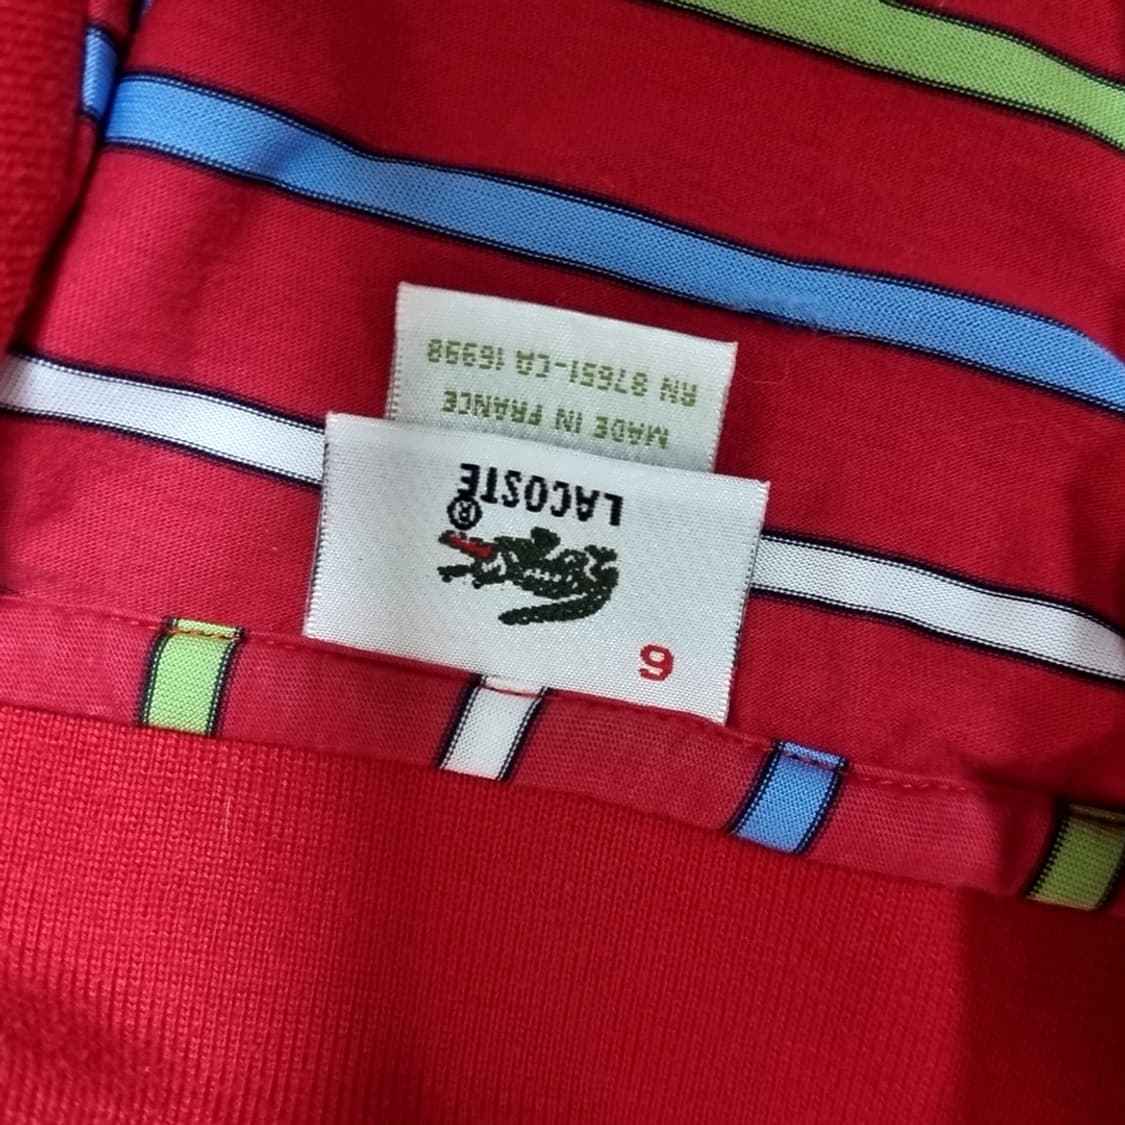 6
®
LACOSTE
MADE IN FRANCE
RN 87651-CA 16998